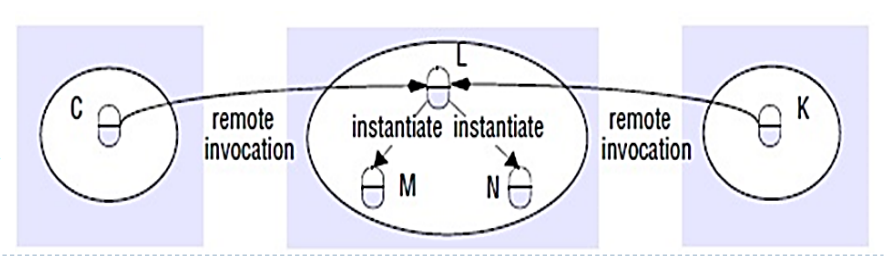 L
C
K
remote
invocation
instantiate instantiate
remote
invocation
M
N